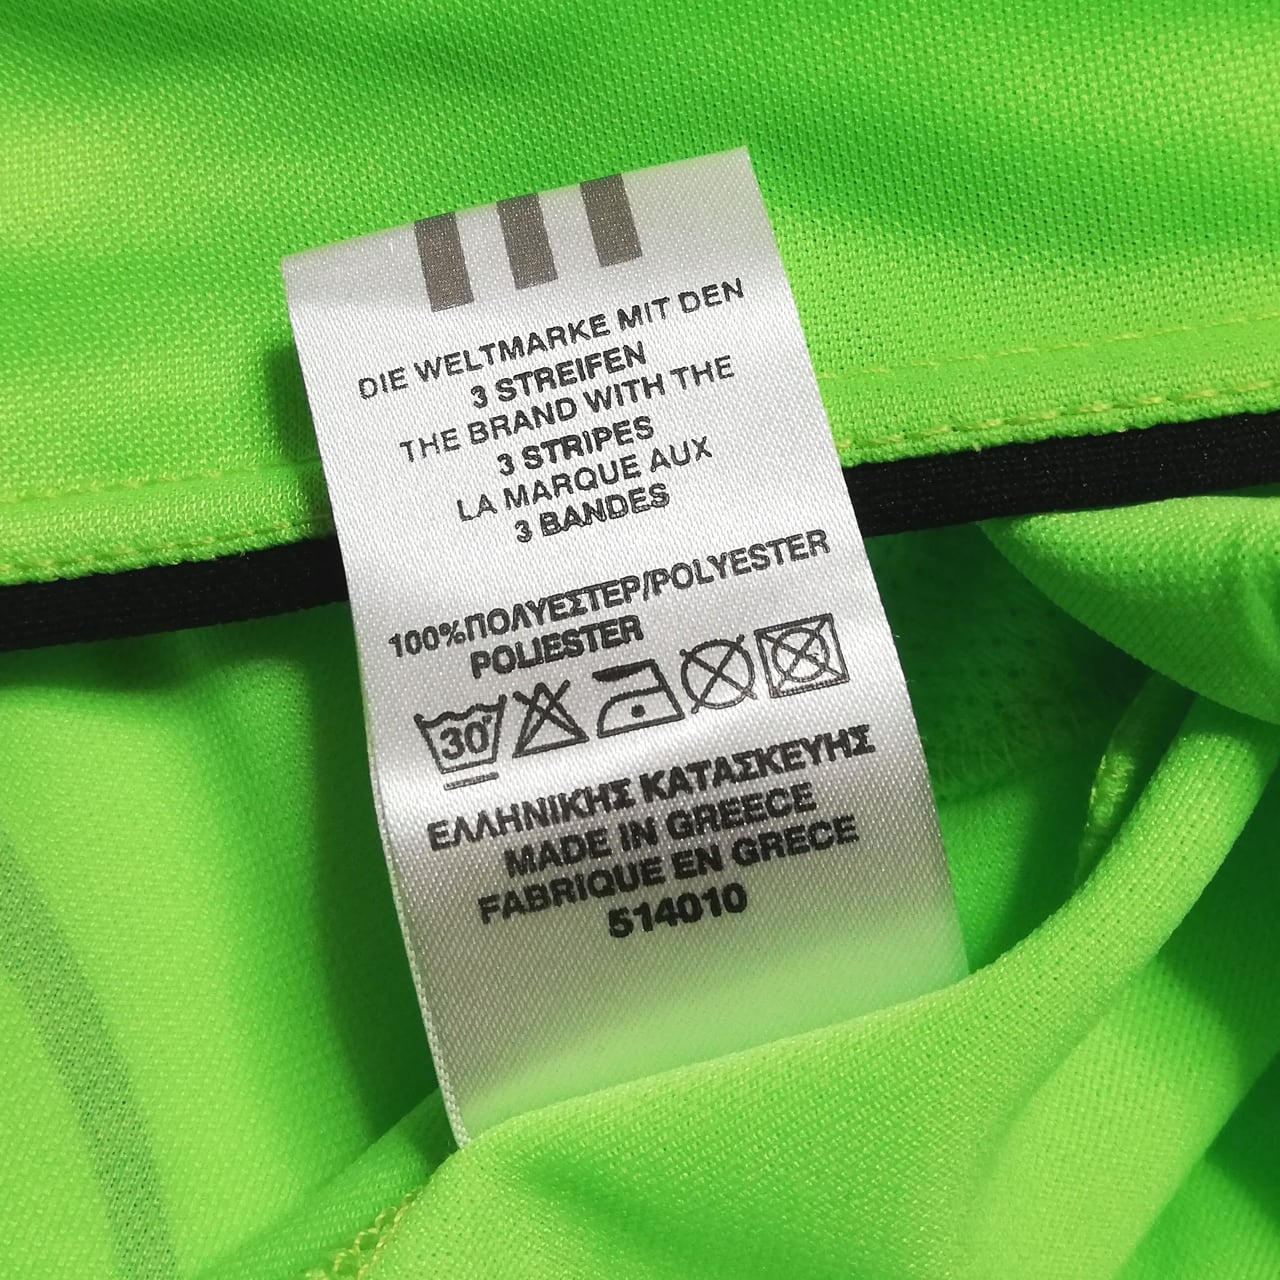 DIE WELTMARKE MIT DEN
3 STREIFEN
THE BRAND WITH THE
3 STRIPES
LA MARQUE AUX
3 BANDES
100%ΠΟΛΥΕΣΤΕΡ/POLYESTER
POLIESTER
30°
ΕΛΛΗΝΙΚΗΣ ΚΑΤΑΣΚΕΥΗΣ
MADE IN GREECE
FABRIQUE EN GRECE
514010